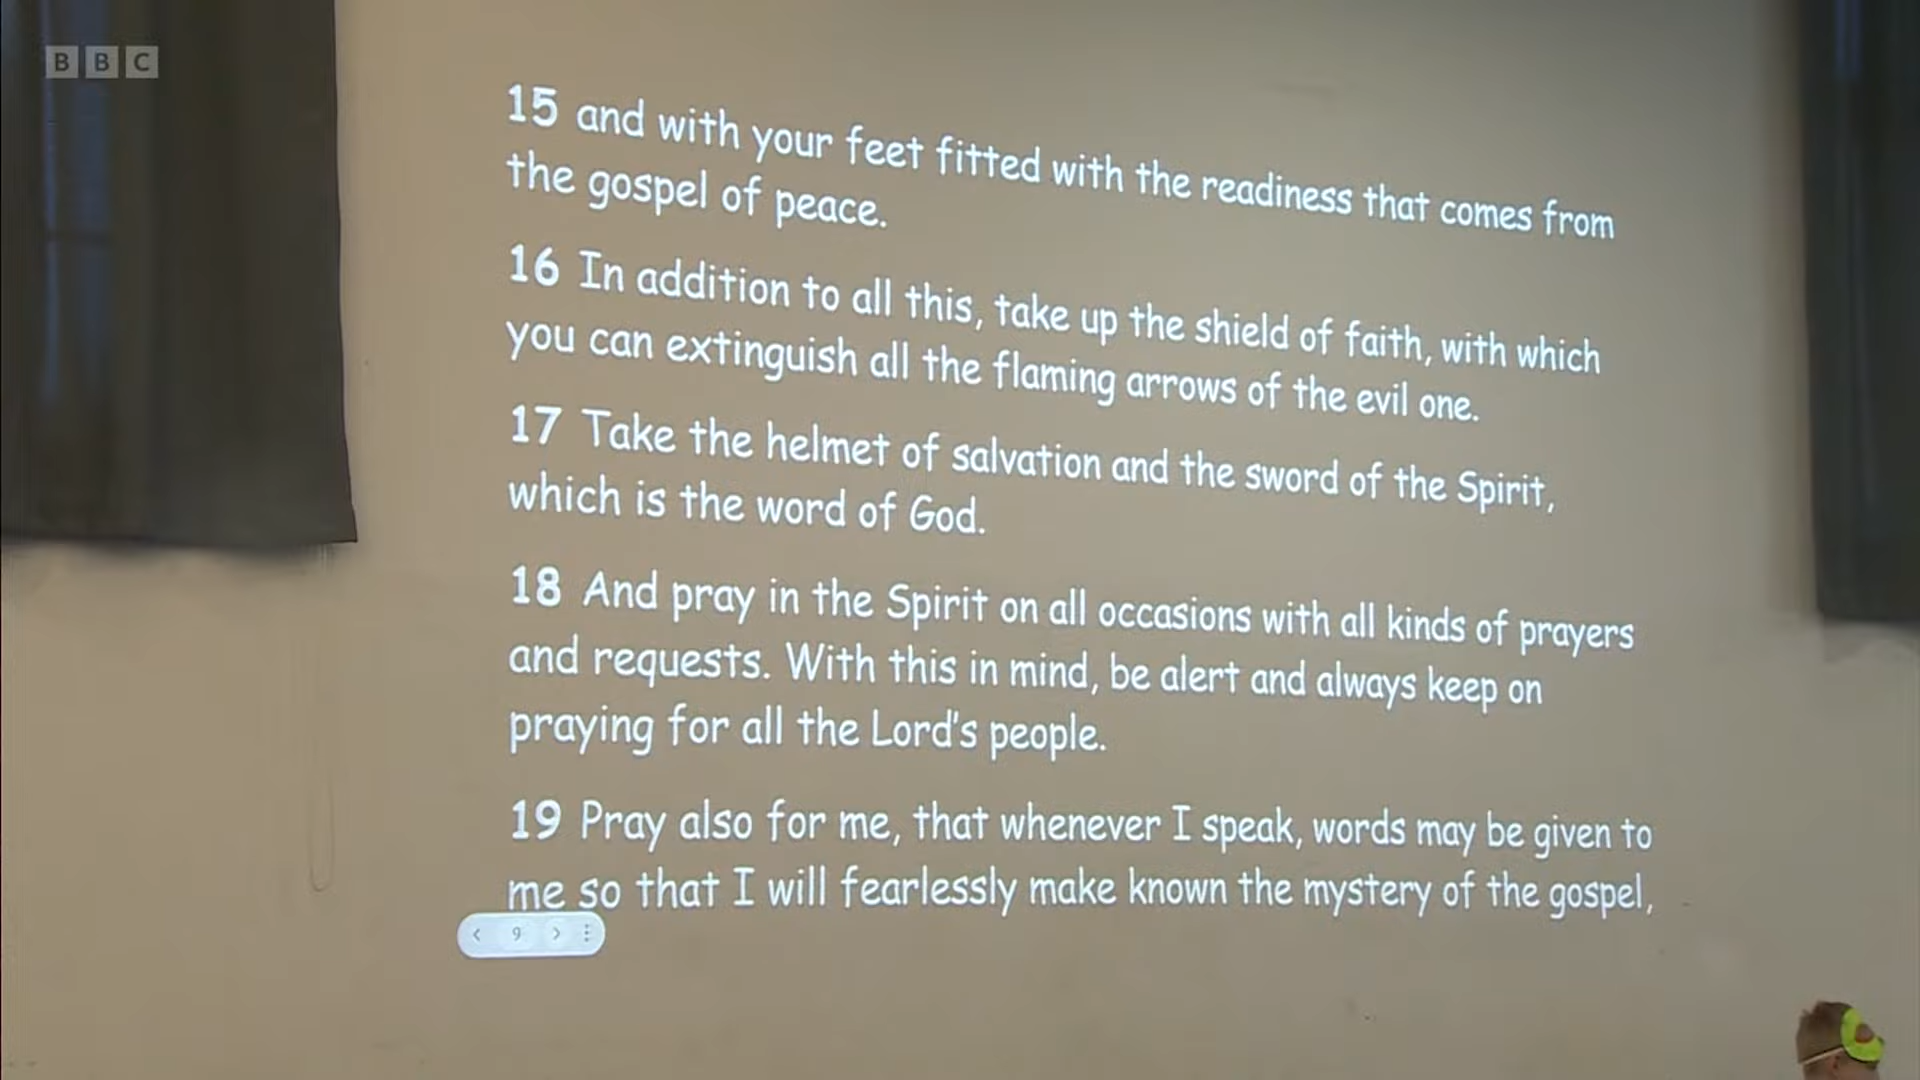 BBC
15 and with your feet fitted with the readiness that comes from
the gospel of peace.
16 In addition to all this, take up the shield of faith, with which
you can extinguish all the flaming arrows of the evil one.
17 Take the helmet of salvation and the sword of the Spirit,
which is the word of God.
18 And pray in the Spirit on all occasions with all kinds of prayers
and requests. With this in mind, be alert and always keep on
praying for all the Lord's people.
19 Pray also for me, that whenever I speak, words may be given to
me so that I will fearlessly make known the mystery of the gospel,
< 9 >